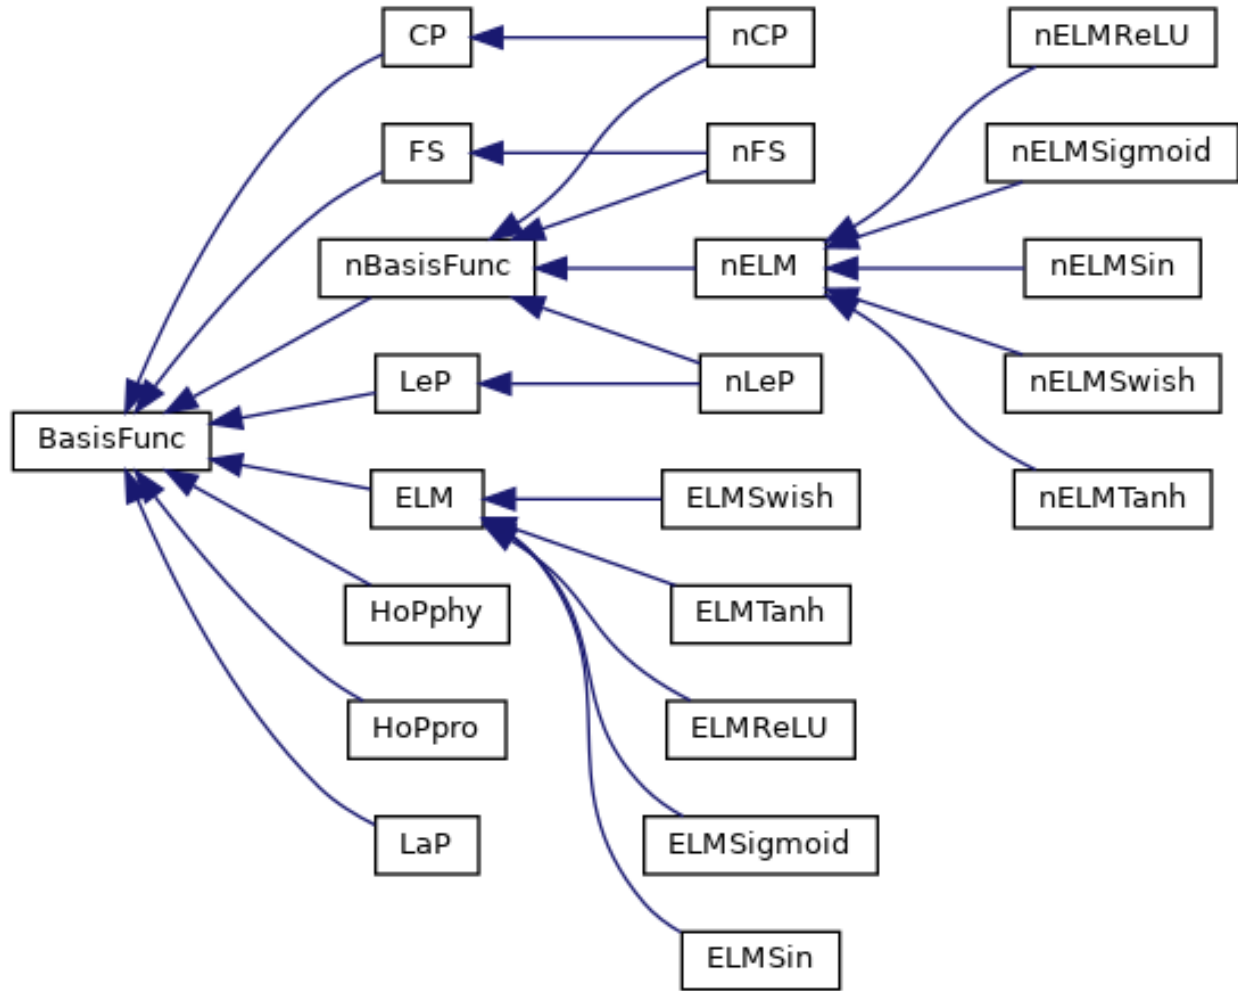 CP
nCP
nELMReLU
FS
nFS
nELMSigmoid
nBasisFunc
nELM
nELMSin
LeP
nLeP
nELMSwish
BasisFunc
ELM
ELMSwish
nELMTanh
HoPphy
ELMTanh
HoPpro
ELMReLU
LaP
ELMSigmoid
ELMSin